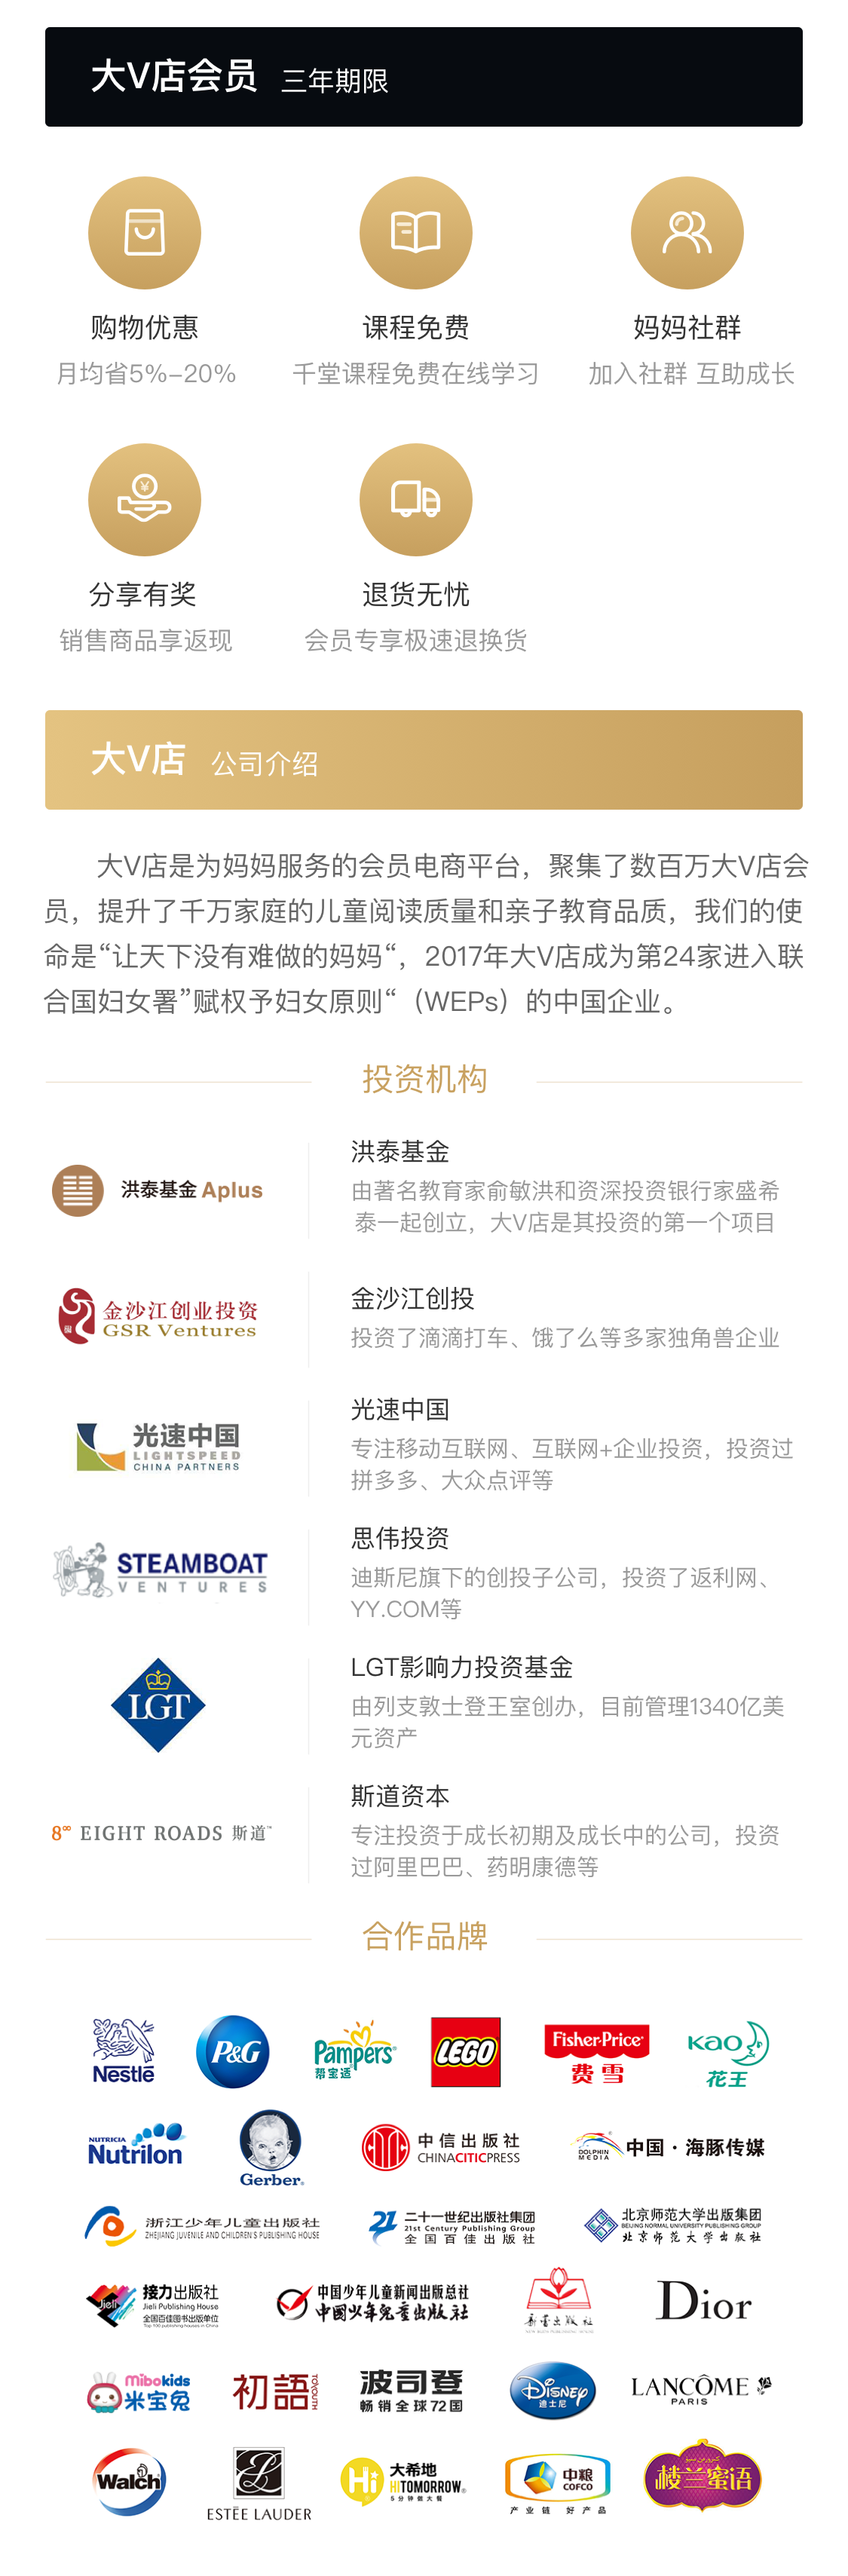 大V店会员 三年期限
购物优惠 课程免费 妈妈社群
月均省5%-20% 千堂课程免费在线学习 加入社群 互助成长
¥
分享有奖 退货无忧
销售商品享返现 会员专享极速退换货
大V店 公司介绍
大V店是为妈妈服务的会员电商平台，聚集了数百万大V店会
员，提升了千万家庭的儿童阅读质量和亲子教育品质，我们的使
命是“让天下没有难做的妈妈“，2017年大V店成为第24家进入联
合国妇女署”赋权予妇女原则“（WEPs）的中国企业。
投资机构
洪泰基金 Aplus
洪泰基金
由著名教育家俞敏洪和资深投资银行家盛希
泰一起创立，大V店是其投资的第一个项目
金沙江创业投资
GSR Ventures
金沙江创投
投资了滴滴打车、饿了么等多家独角兽企业
光速中国
LIGHTSPEED
CHINA PARTNERS
光速中国
专注移动互联网、互联网+企业投资，投资过
拼多多、大众点评等
STEAMBOAT
VENTURES
思伟投资
迪斯尼旗下的创投子公司，投资了返利网、
YY.COM等
LGT
LGT影响力投资基金
由列支敦士登王室创办，目前管理1340亿美
元资产
8∞ EIGHT ROADS 斯道™
斯道资本
专注投资于成长初期及成长中的公司，投资
过阿里巴巴、药明康德等
合作品牌
Nestlé
P&G
Pampers
帮宝适
LEGO
Fisher-Price
费雪
Kao
花王
NUTRICIA
Nutrilon
Gerber
中信出版社
CHINACITICPRESS
DOLPHIN
MEDIA
中国·海豚传媒
浙江少年儿童出版社
ZHEJIANG JUVENILE AND CHILDREN'S PUBLISHING HOUSE
二十一世纪出版社集团
21st Century Publishing Group
全国百佳出版社
北京师范大学出版集团
BEIJING NORMAL UNIVERSITY PUBLISHING GROUP
北京师范大学出版社
Jieli
接力出版社
Jieli Publishing House
全国百佳图书出版单位
Top 100 publishing houses in China
中国少年儿童新闻出版总社
中国少年儿童出版社
Dior
mibokids
米宝兔
初語
TOYOUTH
波司登
畅销全球72国
Disney
迪士尼
LANCÔME
PARIS
Walch
ESTĒE LAUDER
Hi
大希地
HITOMORROW
5分钟做大餐
中粮
COFCO
产业链 好产品
楼兰蜜语